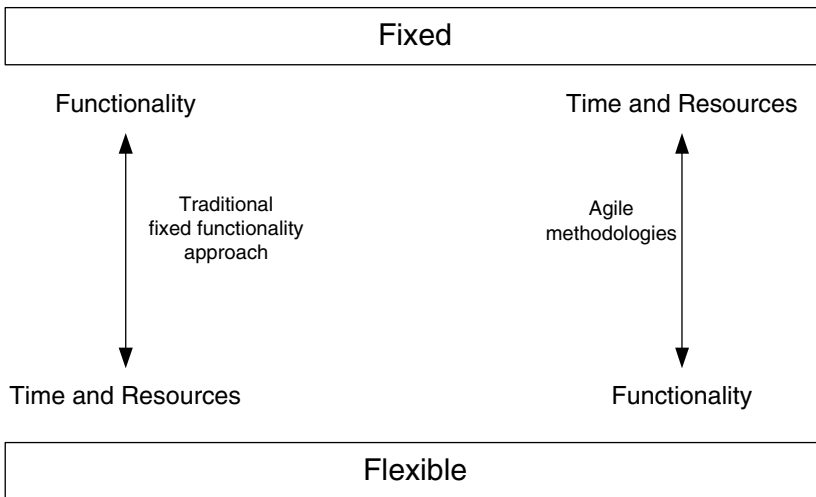 Fixed
Functionality
Time and Resources
Traditional
fixed functionality
approach
Agile
methodologies
Time and Resources
Functionality
Flexible